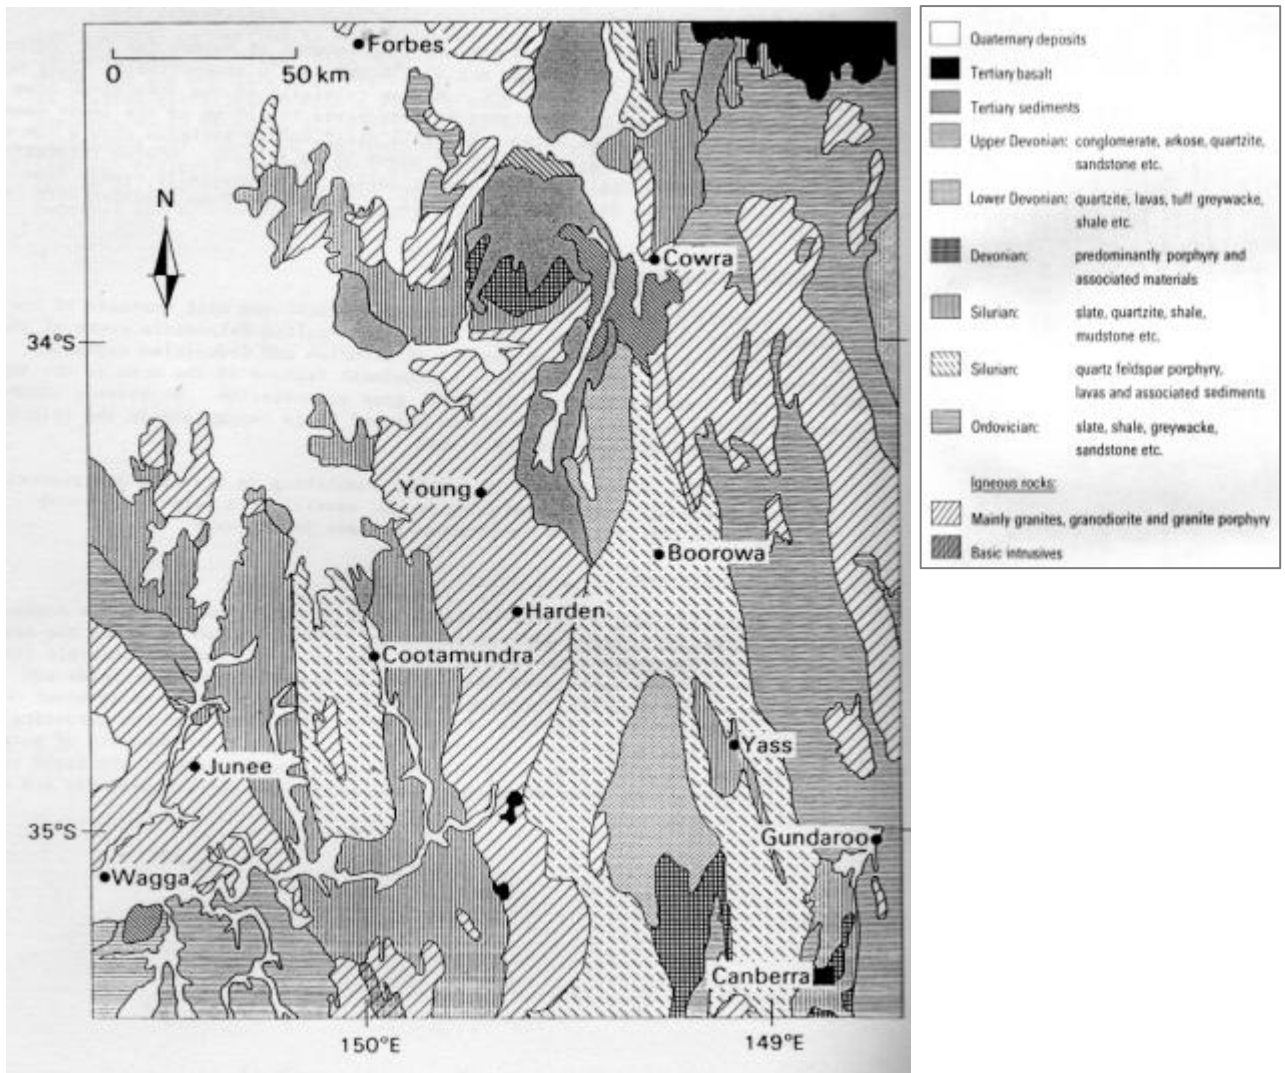 Forbes
0 50 km
N
Cowra
34°S
Young
Boorowa
Harden
Cootamundra
Yass
Junee
35°S
Gundaroo
Wagga
Canberra
150°E 149°E
Quaternary deposits
Tertiary basalt
Tertiary sediments
Upper Devonian: conglomerate, arkose, quartzite,
sandstone etc.
Lower Devonian: quartzite, lavas, tuff greywacke,
shale etc.
Devonian: predominantly porphyry and
associated materials
Silurian: slate, quartzite, shale,
mudstone etc.
Silurian: quartz feldspar porphyry,
lavas and associated sediments
Ordovician: slate, shale, greywacke,
sandstone etc.
Igneous rocks:
Mainly granites, granodiorite and granite porphyry
Basic intrusives